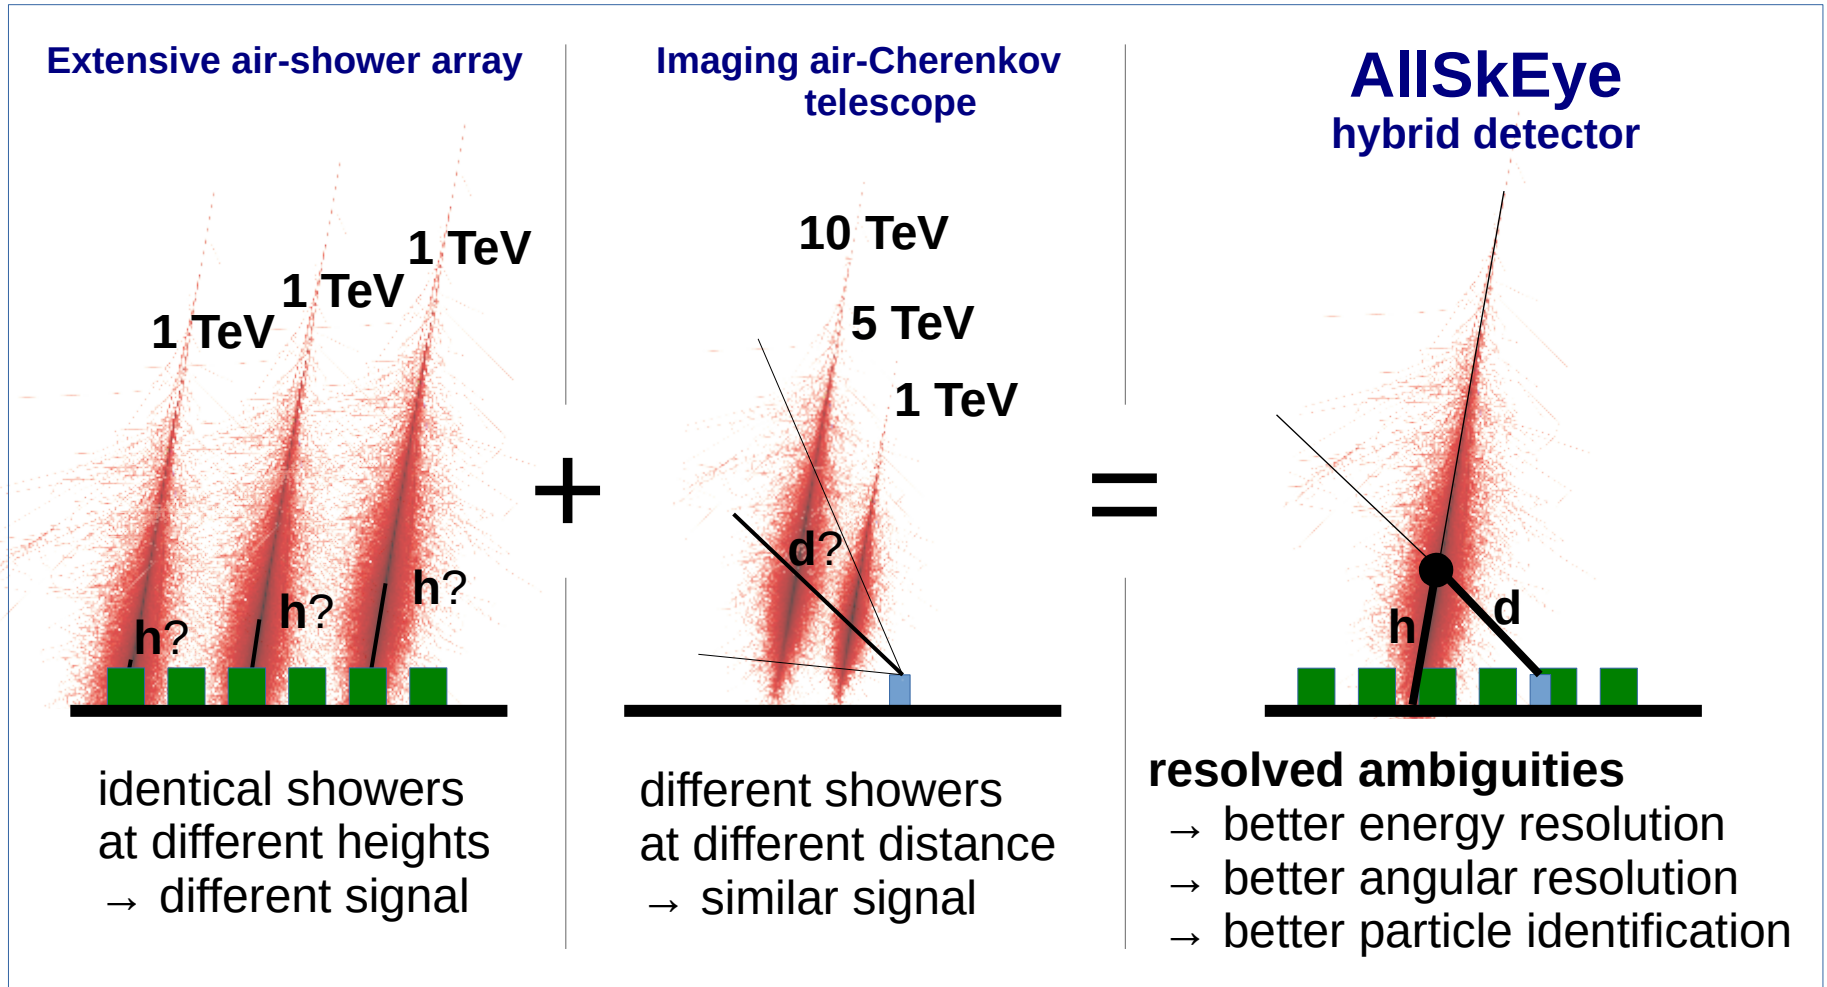 Extensive air-shower array
1 TeV
1 TeV
1 TeV
h?
h?
h?
identical showers
at different heights
→ different signal
+
Imaging air-Cherenkov
telescope
10 TeV
5 TeV
1 TeV
d?
different showers
at different distance
→ similar signal
=
AllSkEye
hybrid detector
h
d
resolved ambiguities
→ better energy resolution
→ better angular resolution
→ better particle identification